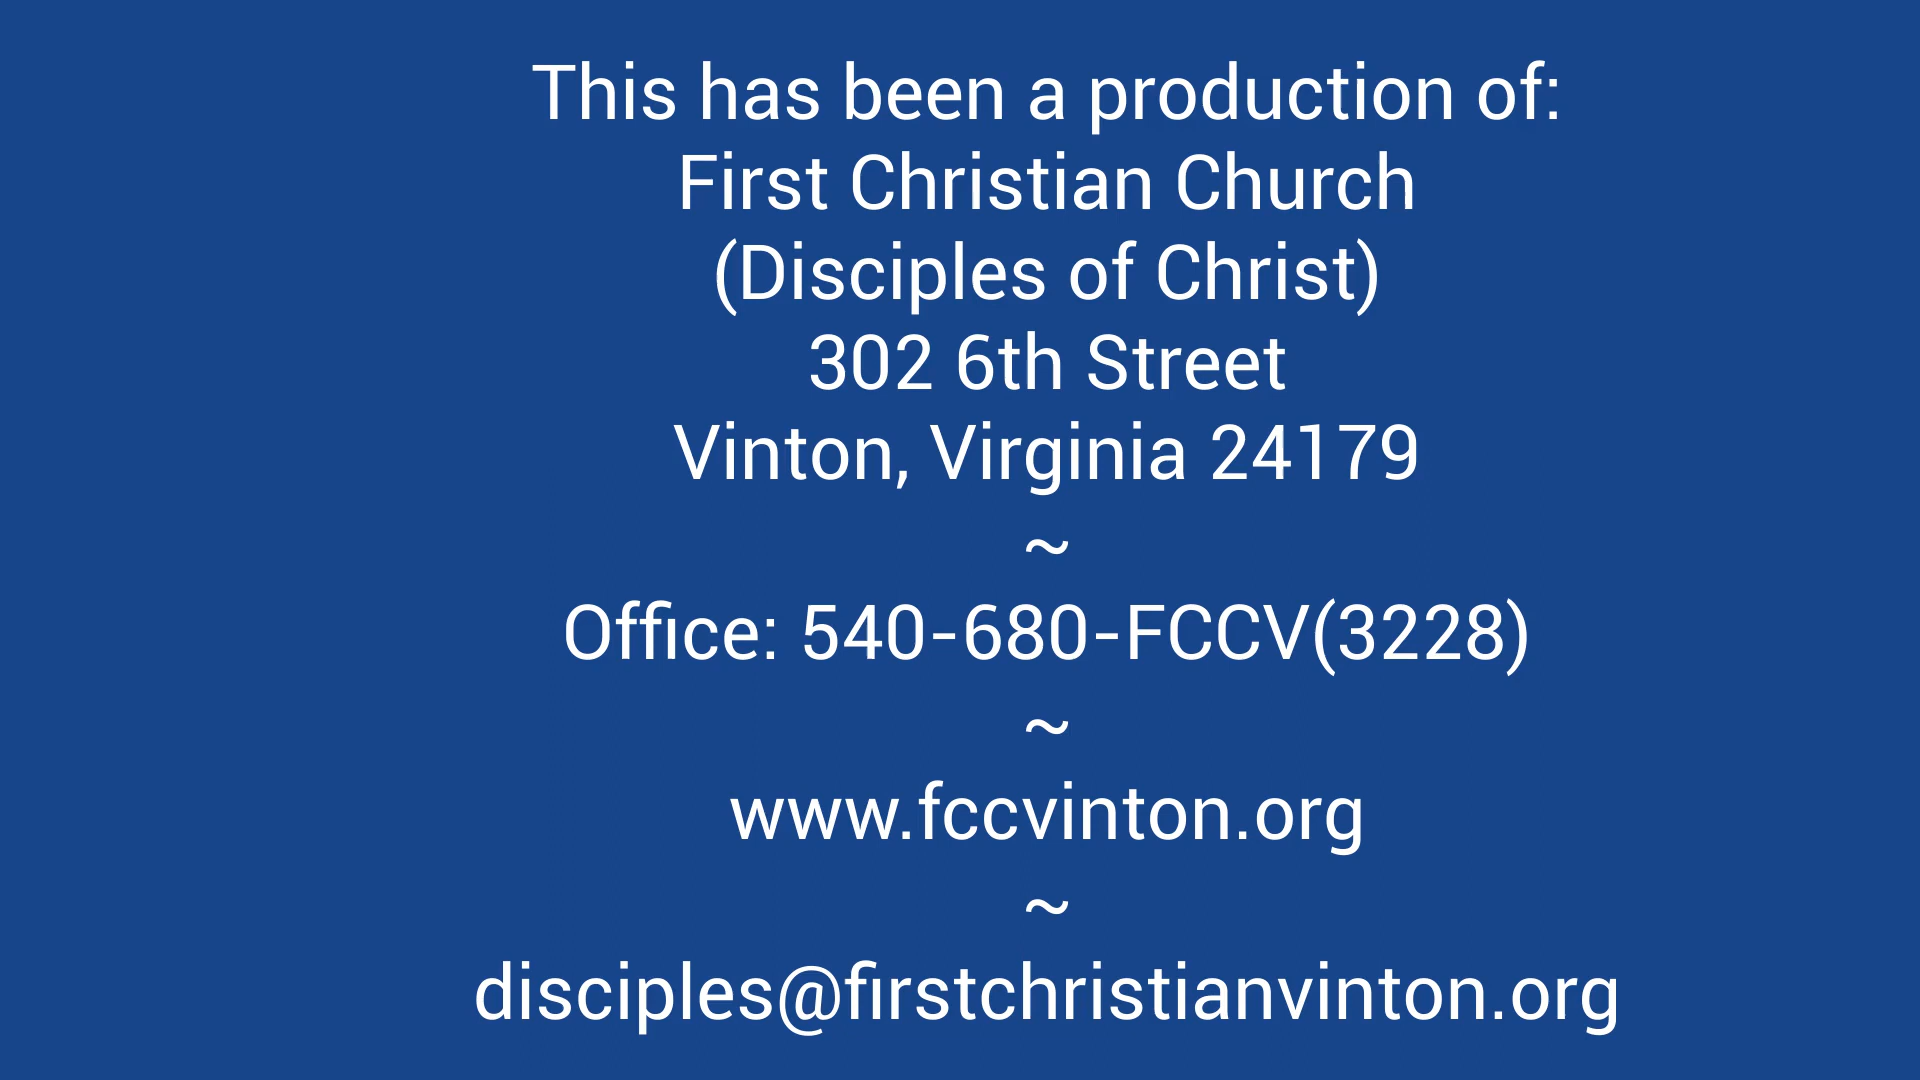 This has been a production of:
First Christian Church
(Disciples of Christ)
302 6th Street
Vinton, Virginia 24179
~
Office: 540-680-FCCV(3228)
~
www.fccvinton.org
~
disciples@firstchristianvinton.org